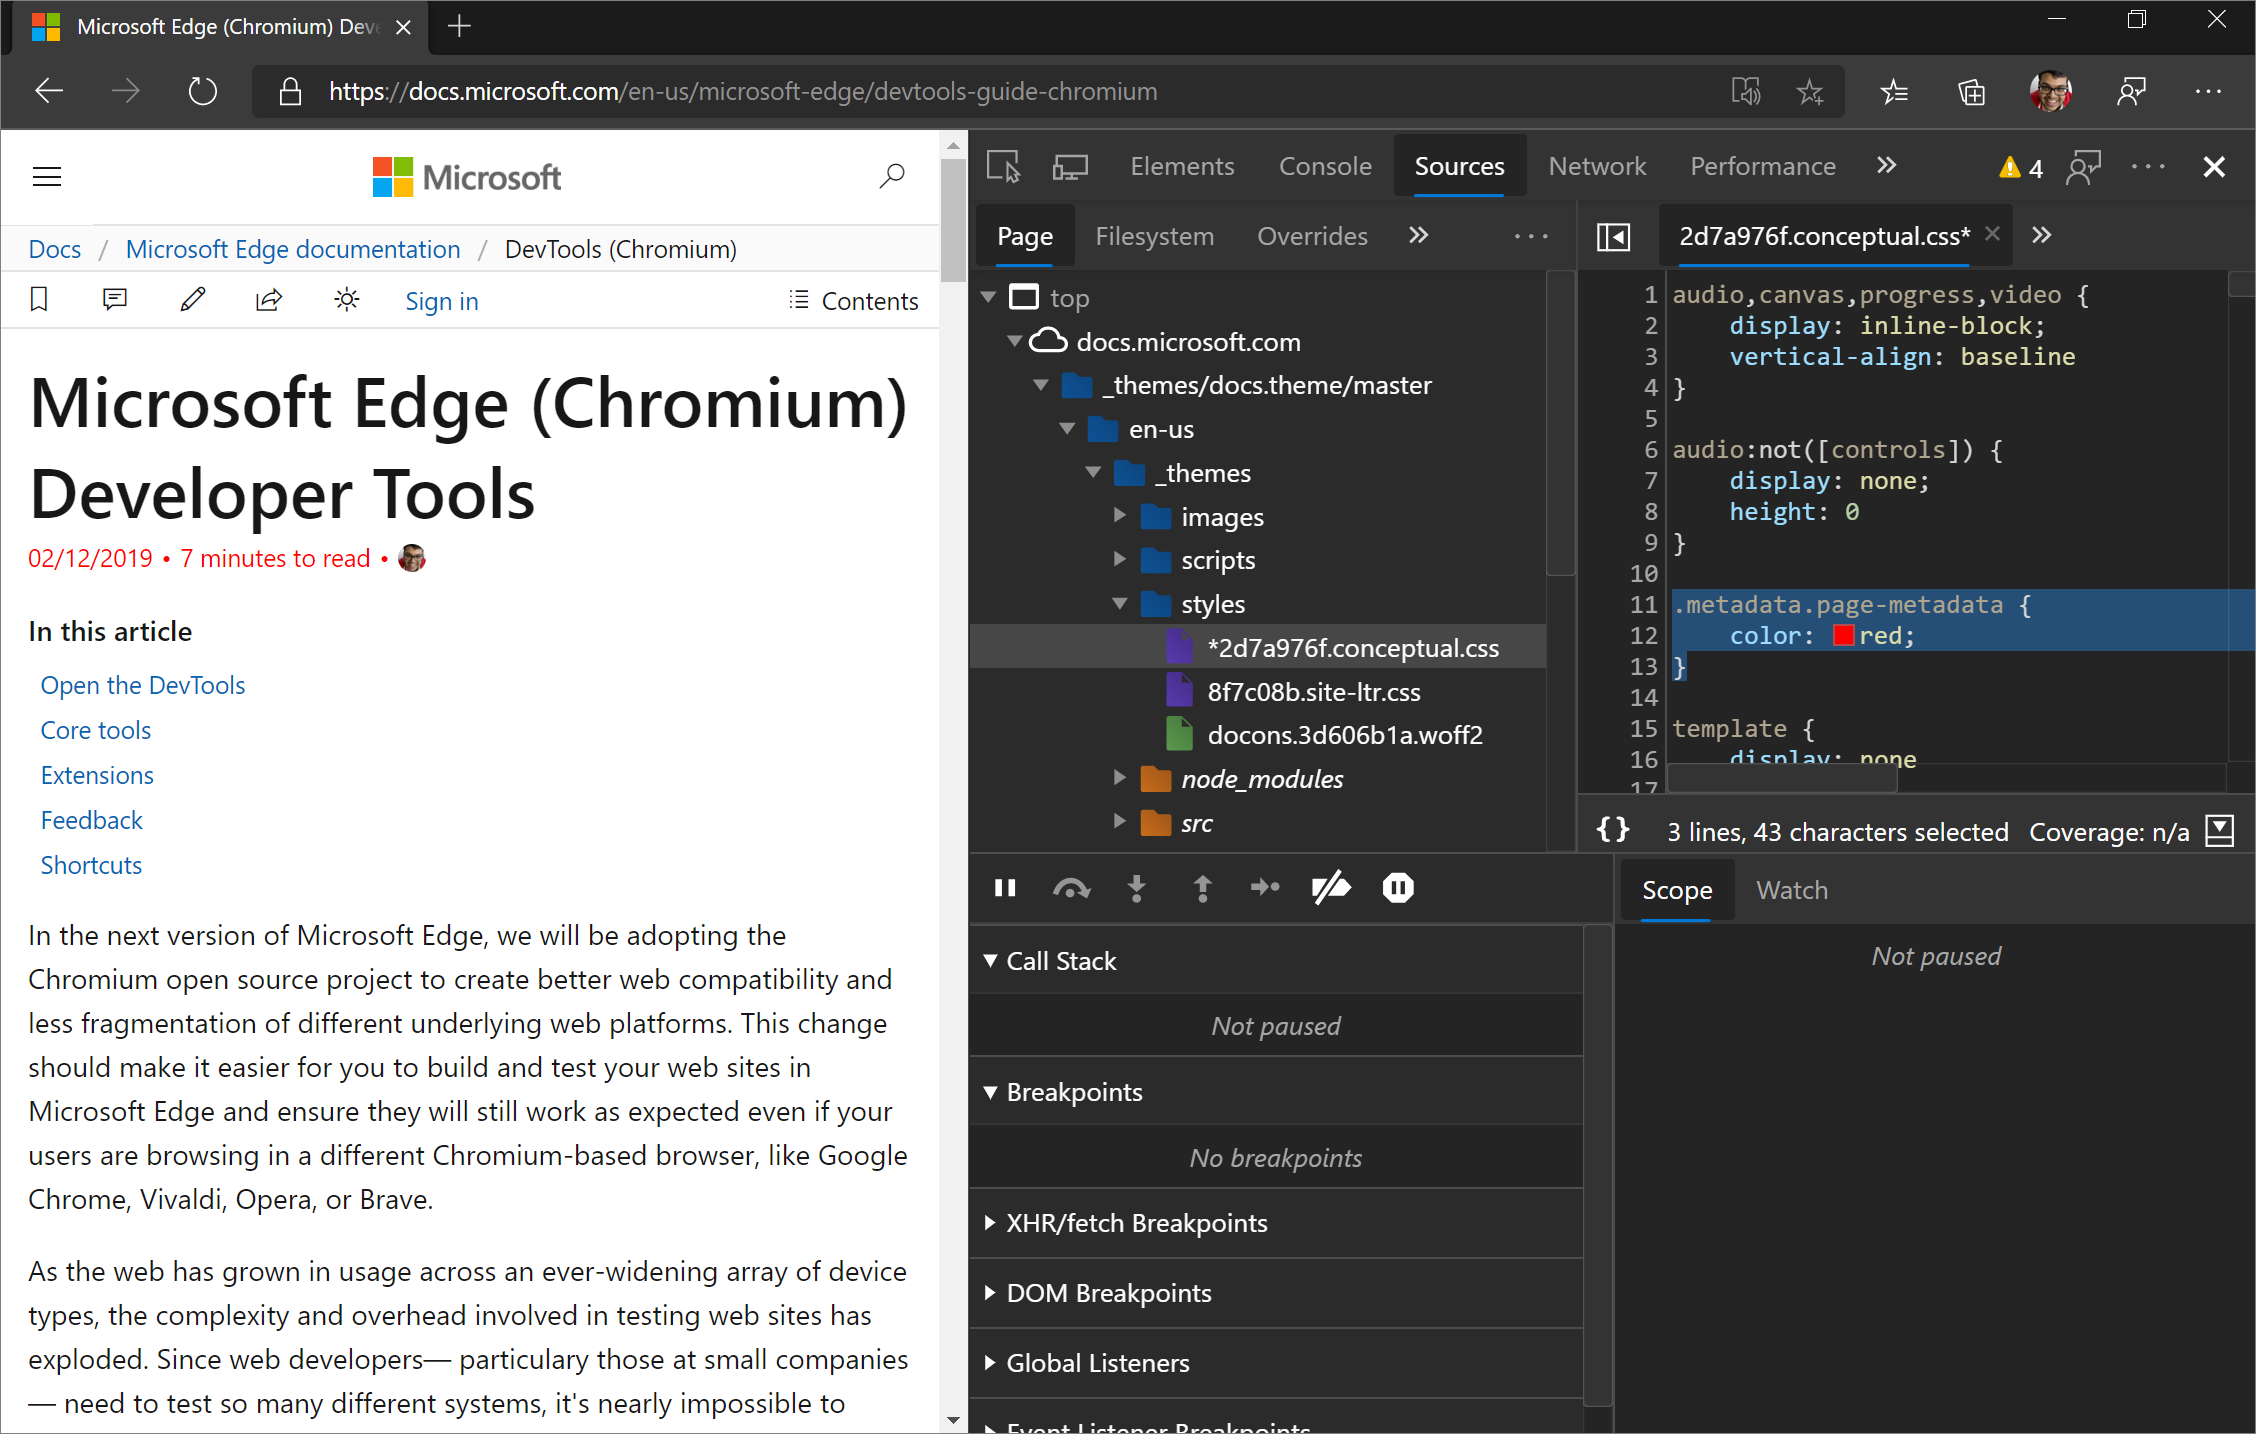 Microsoft Edge (Chromium) Deve
https://docs.microsoft.com/en-us/microsoft-edge/devtools-guide-chromium
Microsoft
Docs / Microsoft Edge documentation / DevTools (Chromium)
Sign in
Contents
Microsoft Edge (Chromium)
Developer Tools
02/12/2019 • 7 minutes to read •
In this article
Open the DevTools
Core tools
Extensions
Feedback
Shortcuts
In the next version of Microsoft Edge, we will be adopting the
Chromium open source project to create better web compatibility and
less fragmentation of different underlying web platforms. This change
should make it easier for you to build and test your web sites in
Microsoft Edge and ensure they will still work as expected even if your
users are browsing in a different Chromium-based browser, like Google
Chrome, Vivaldi, Opera, or Brave.
As the web has grown in usage across an ever-widening array of device
types, the complexity and overhead involved in testing web sites has
exploded. Since web developers— particulary those at small companies
— need to test so many different systems, it's nearly impossible to
Elements Console Sources Network Performance 4
Page Filesystem Overrides
top
docs.microsoft.com
_themes/docs.theme/master
en-us
_themes
images
scripts
styles
*2d7a976f.conceptual.css
8f7c08b.site-ltr.css
docons.3d606b1a.woff2
node_modules
src
2d7a976f.conceptual.css*
1 audio,canvas,progress,video {
2 display: inline-block;
3 vertical-align: baseline
4 }
5
6 audio:not([controls]) {
7 display: none;
8 height: 0
9 }
10
11 .metadata.page-metadata {
12 color: red;
13 }
14
15 template {
16 display: none
17
{} 3 lines, 43 characters selected Coverage: n/a
Call Stack
Not paused
Breakpoints
No breakpoints
XHR/fetch Breakpoints
DOM Breakpoints
Global Listeners
Event Listener Breakpoints
Scope Watch
Not paused